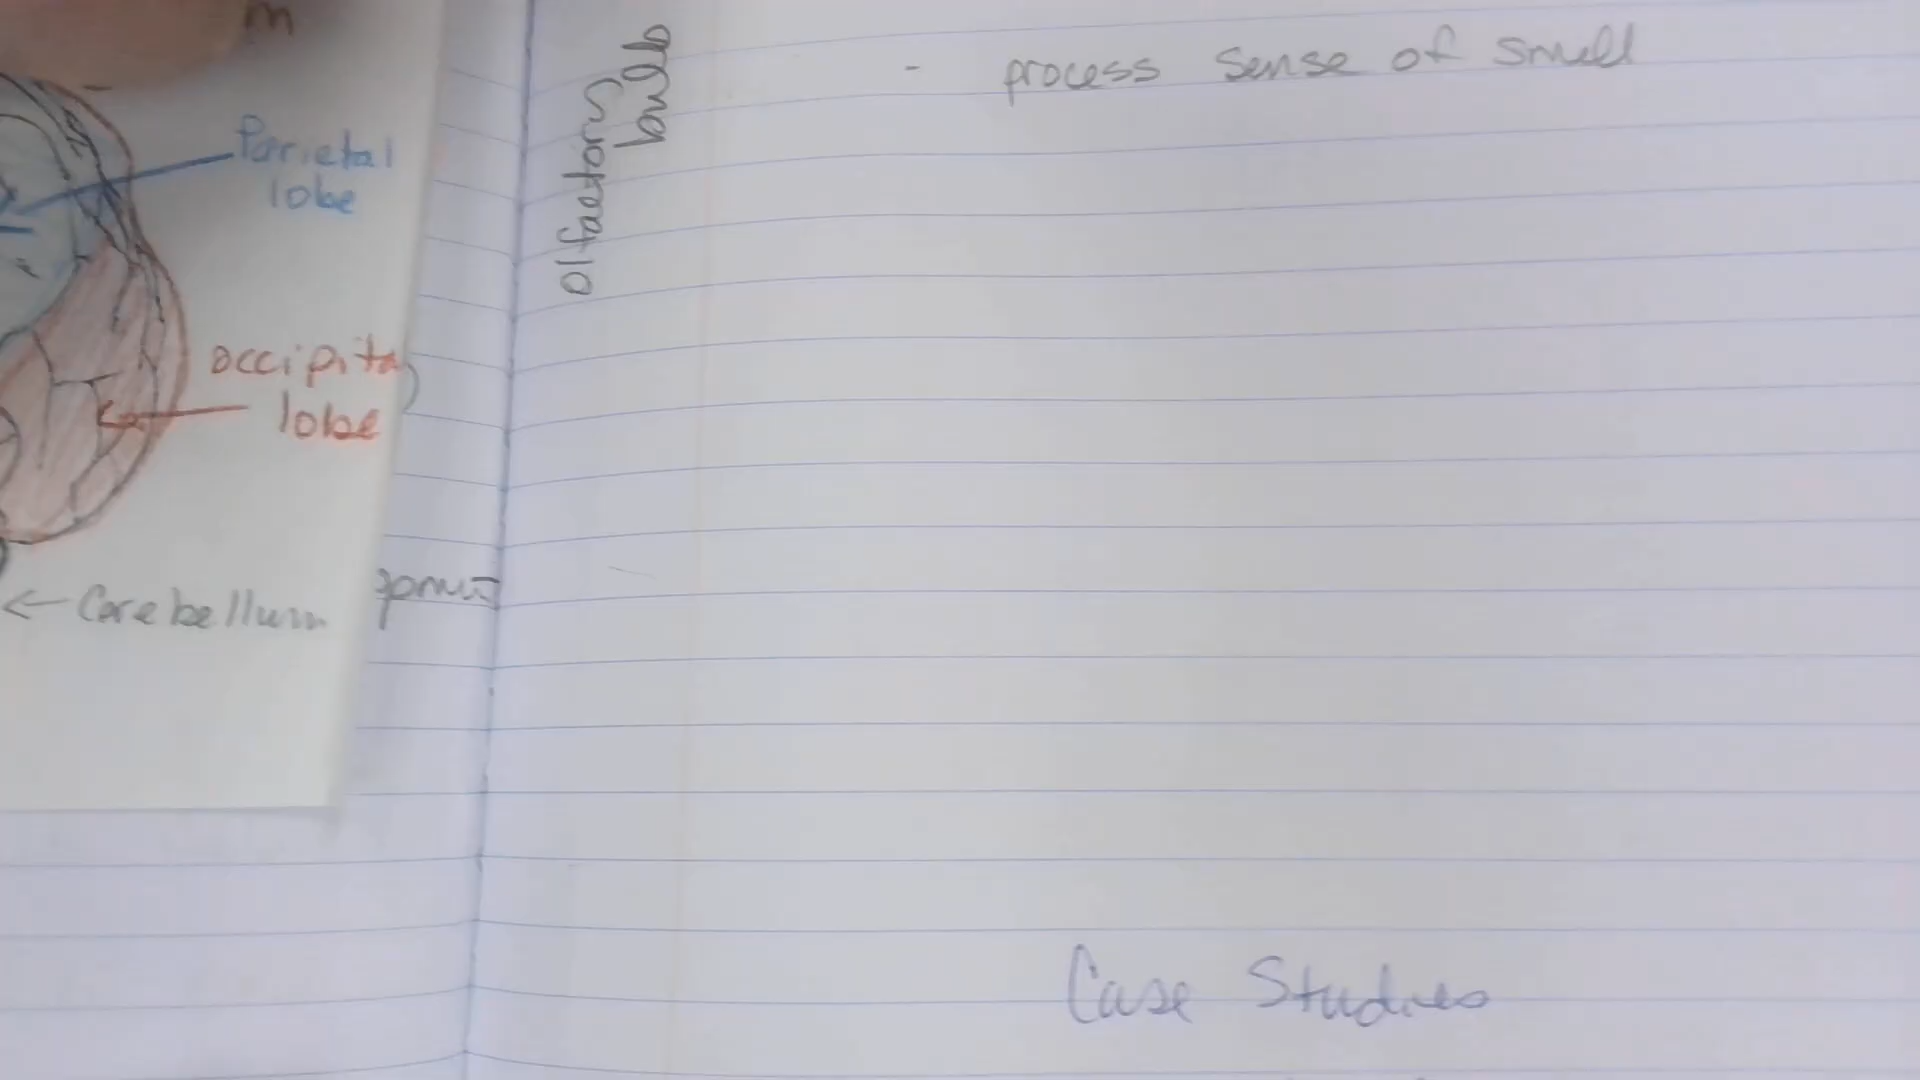 Parietal
lobe
occipital
lobe
← Cerebellum
Olfactory
bulb
- process sense of smell
Case Studies